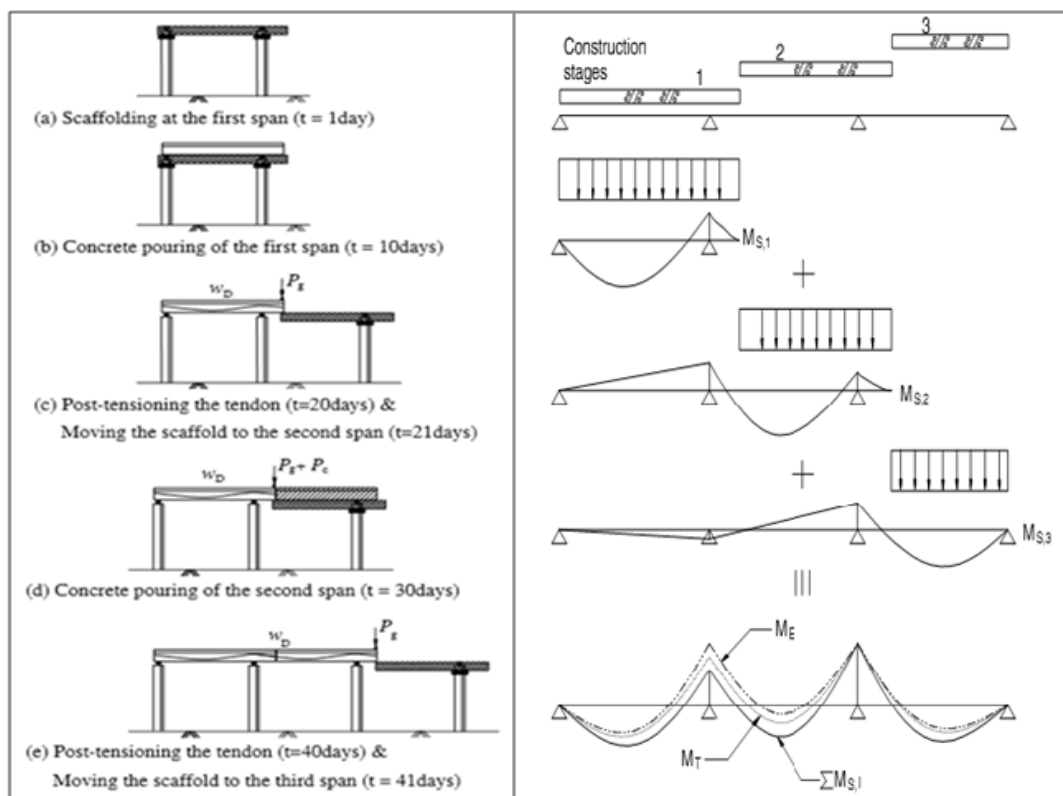 (a) Scaffolding at the first span (t = 1day)
(b) Concrete pouring of the first span (t = 10days)
P_g
w_D
(c) Post-tensioning the tendon (t=20days) &
Moving the scaffold to the second span (t=21days)
P_g+ P_c
w_D
(d) Concrete pouring of the second span (t = 30days)
P_g
w_D
(e) Post-tensioning the tendon (t=40days) &
Moving the scaffold to the third span (t = 41days)
3
Construction
2
stages
1
M_S,1
M_S,2
M_S,3
M_E
M_T
∑M_S,I